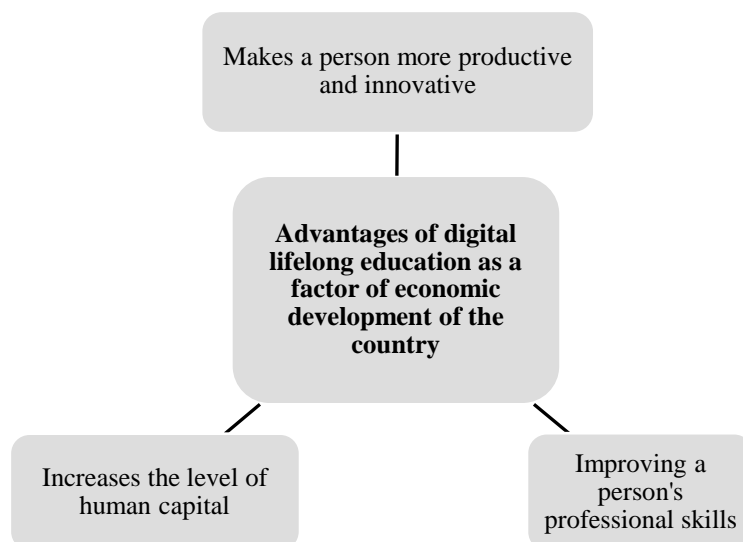 Makes a person more productive
and innovative
Advantages of digital
lifelong education as a
factor of economic
development of the
country
Increases the level of
human capital
Improving a
person's
professional skills